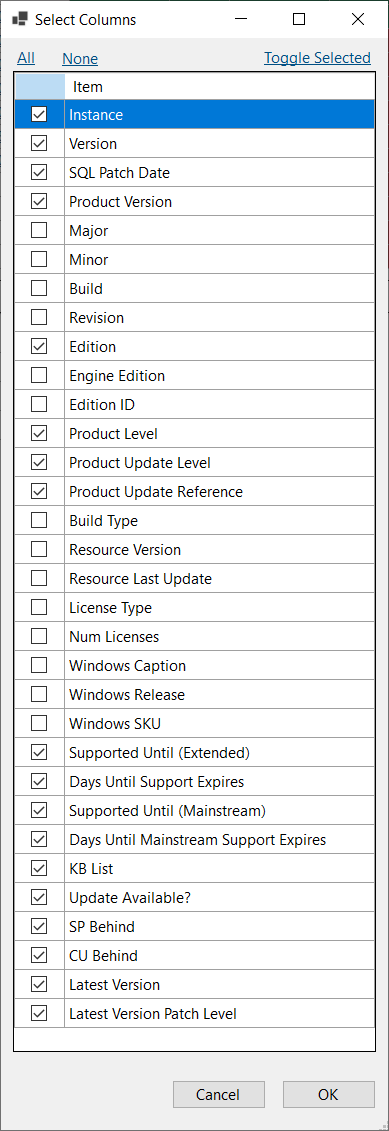 Select Columns
All None Toggle Selected
Item
Instance
Version
SQL Patch Date
Product Version
Major
Minor
Build
Revision
Edition
Engine Edition
Edition ID
Product Level
Product Update Level
Product Update Reference
Build Type
Resource Version
Resource Last Update
License Type
Num Licenses
Windows Caption
Windows Release
Windows SKU
Supported Until (Extended)
Days Until Support Expires
Supported Until (Mainstream)
Days Until Mainstream Support Expires
KB List
Update Available?
SP Behind
CU Behind
Latest Version
Latest Version Patch Level
Cancel OK